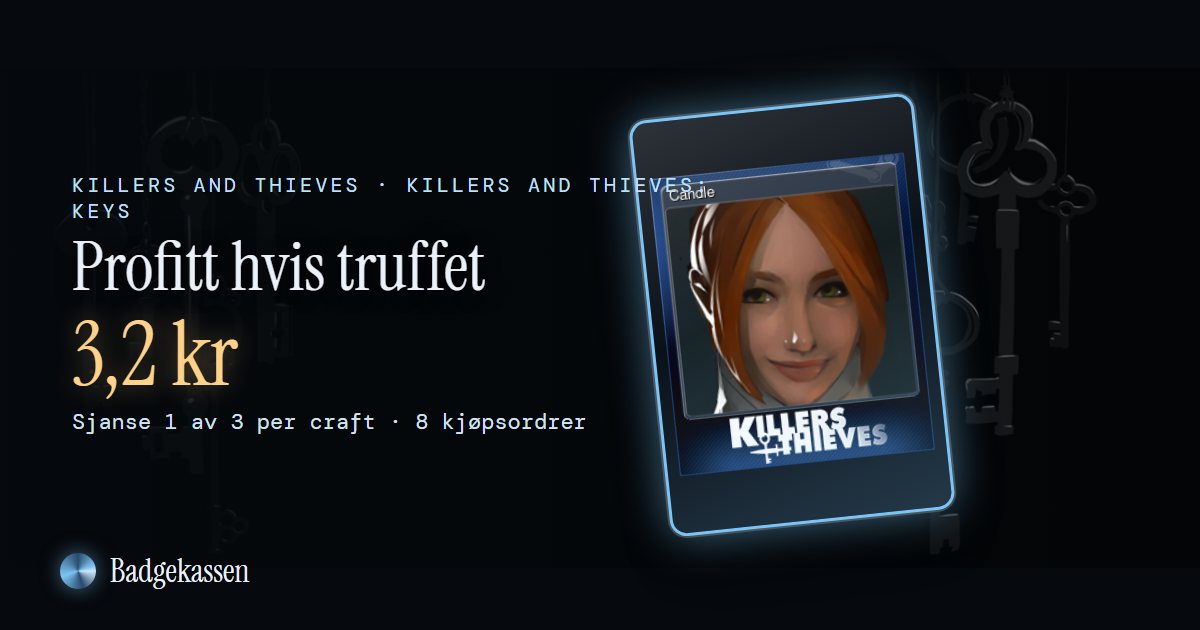 KILLERS AND THIEVES · KILLERS AND THIEVES:
KEYS
Profitt hvis truffet
3,2 kr
Sjanse 1 av 3 per craft · 8 kjøpsordrer
Candle
KILLERS
THIEVES
Badgekassen